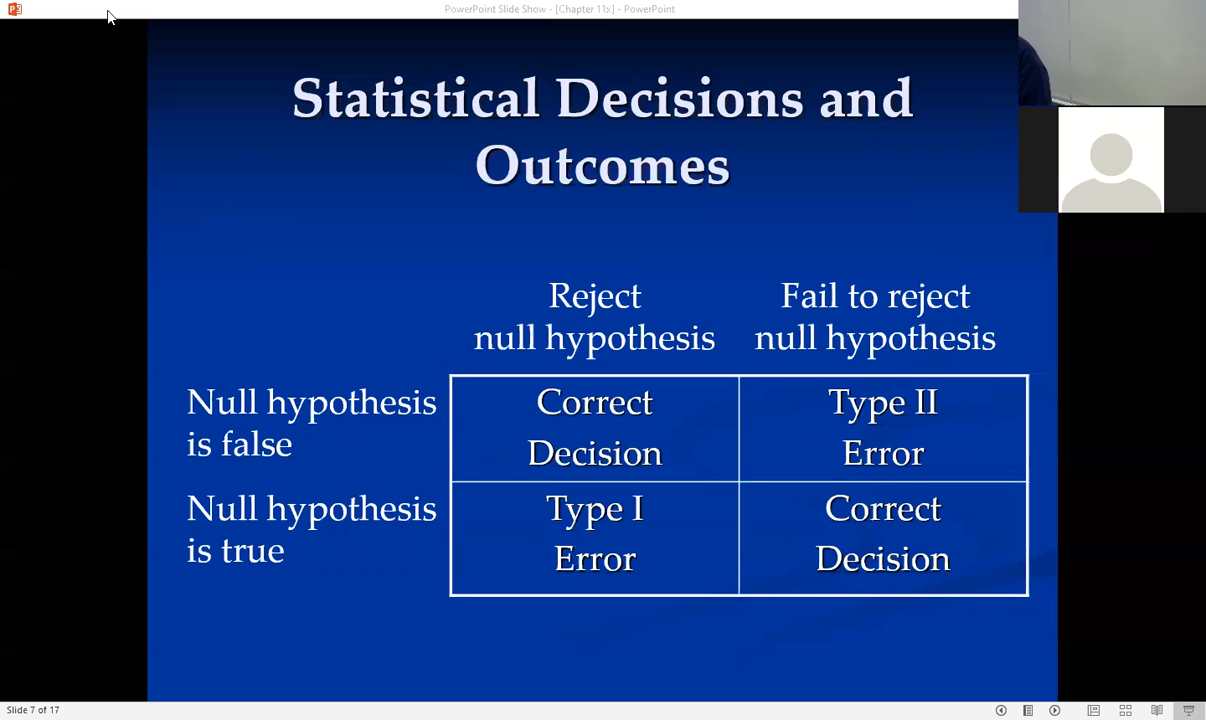 PowerPoint Slide Show - [Chapter 11x] - PowerPoint
Statistical Decisions and
Outcomes
Reject
null hypothesis
Fail to reject
null hypothesis
Null hypothesis
is false
Correct
Decision
Type II
Error
Null hypothesis
is true
Type I
Error
Correct
Decision
Slide 7 of 17